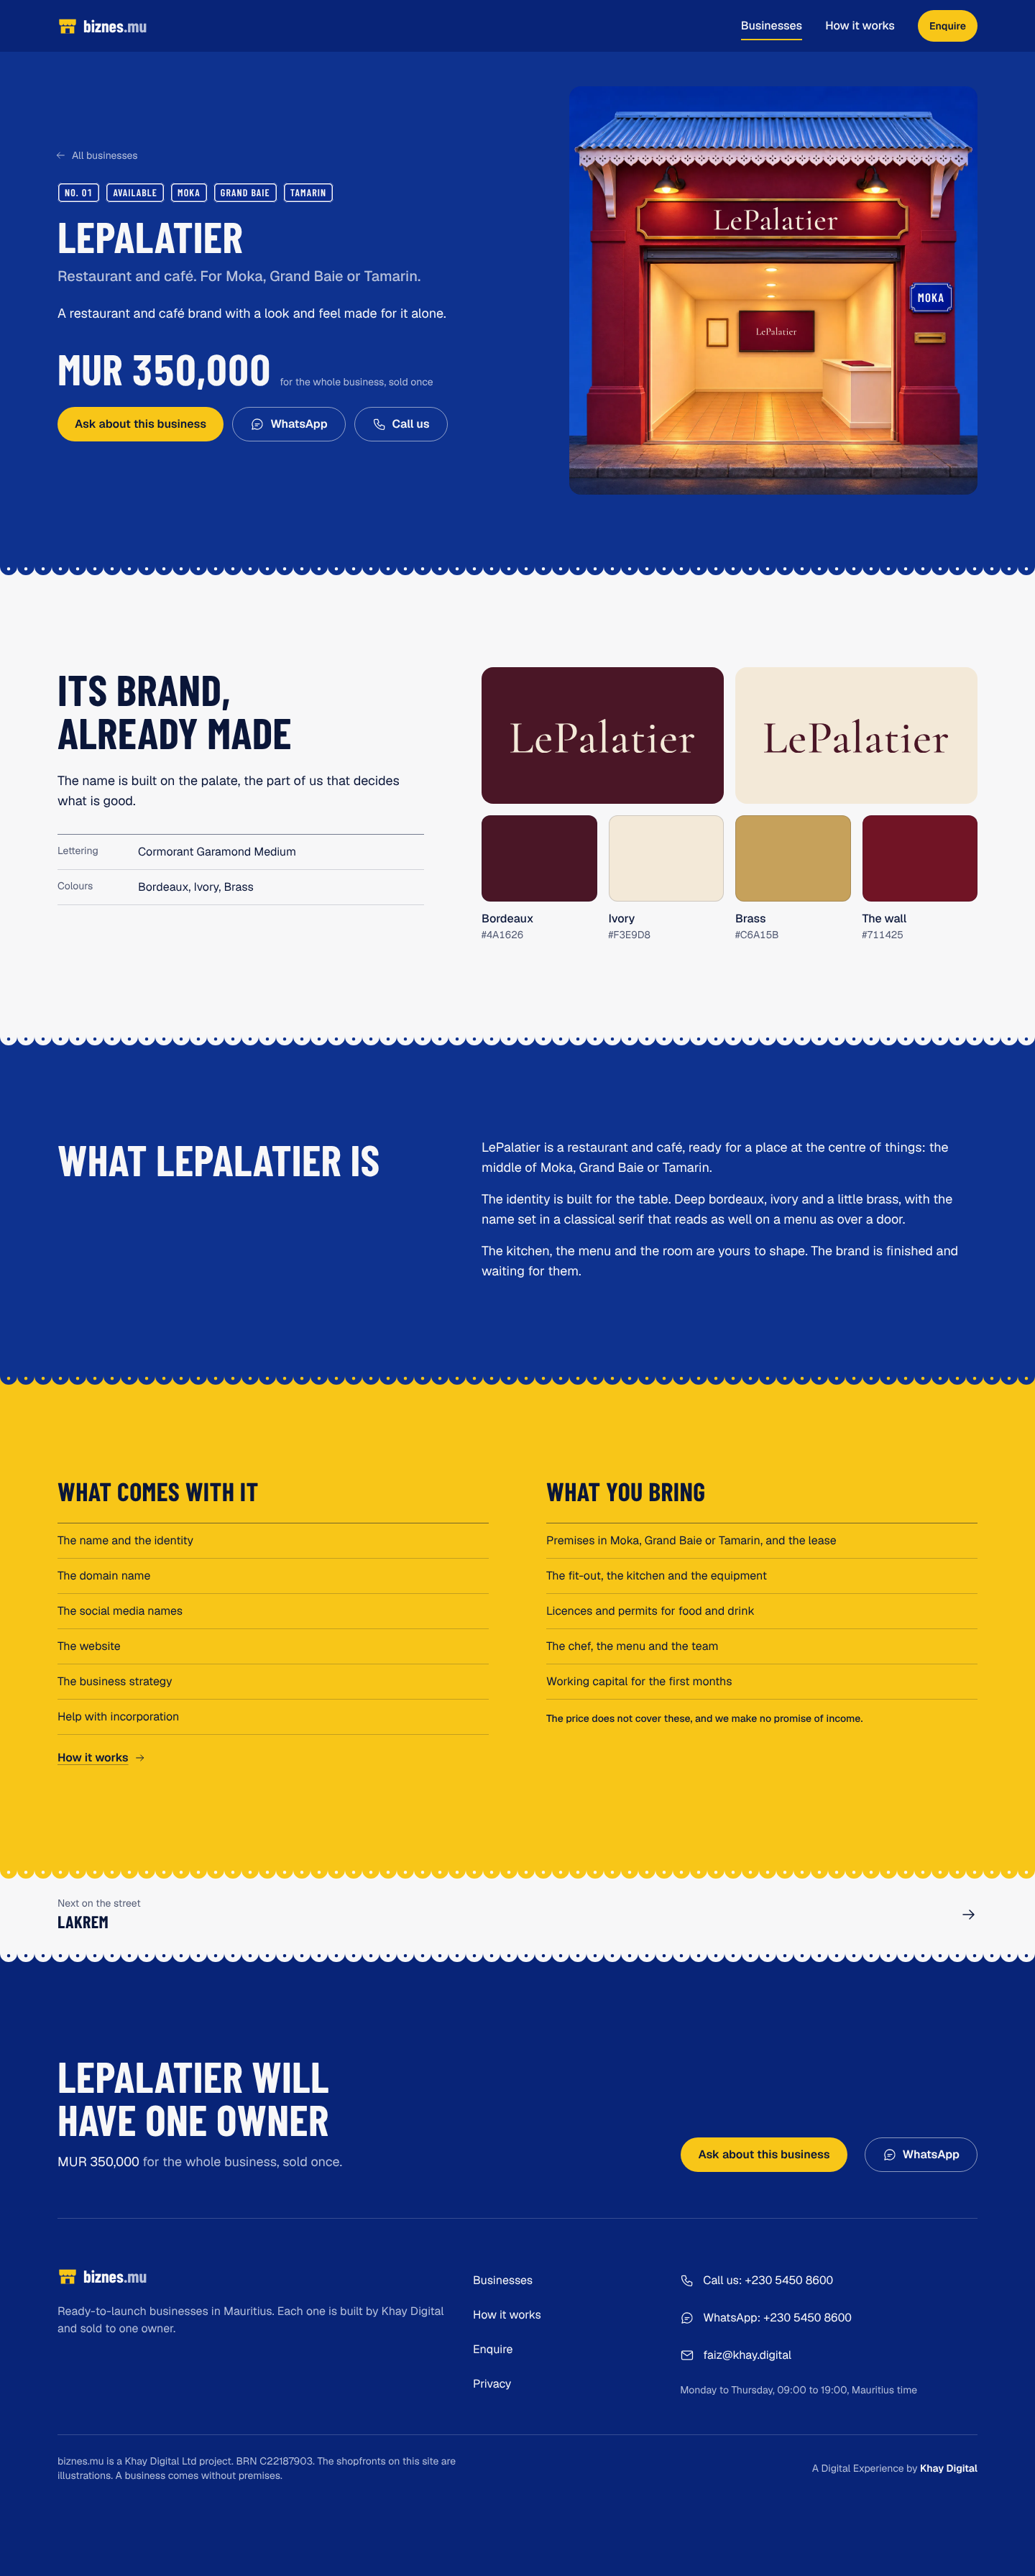 biznes.mu
Businesses
How it works
Enquire
All businesses
NO. 01
AVAILABLE
MOKA
GRAND BAIE
TAMARIN
LEPALATIER
Restaurant and café. For Moka, Grand Baie or Tamarin.
A restaurant and café brand with a look and feel made for it alone.
MUR 350,000 for the whole business, sold once
Ask about this business
WhatsApp
Call us
LePalatier
MOKA
LePalatier
ITS BRAND,
ALREADY MADE
The name is built on the palate, the part of us that decides
what is good.
Lettering Cormorant Garamond Medium
Colours Bordeaux, Ivory, Brass
LePalatier
LePalatier
Bordeaux
#4A1626
Ivory
#F3E9D8
Brass
#C6A15B
The wall
#711425
WHAT LEPALATIER IS
LePalatier is a restaurant and café, ready for a place at the centre of things: the
middle of Moka, Grand Baie or Tamarin.
The identity is built for the table. Deep bordeaux, ivory and a little brass, with the
name set in a classical serif that reads as well on a menu as over a door.
The kitchen, the menu and the room are yours to shape. The brand is finished and
waiting for them.
WHAT COMES WITH IT
The name and the identity
The domain name
The social media names
The website
The business strategy
Help with incorporation
How it works
WHAT YOU BRING
Premises in Moka, Grand Baie or Tamarin, and the lease
The fit-out, the kitchen and the equipment
Licences and permits for food and drink
The chef, the menu and the team
Working capital for the first months
The price does not cover these, and we make no promise of income.
Next on the street
LAKREM
LEPALATIER WILL
HAVE ONE OWNER
MUR 350,000 for the whole business, sold once.
Ask about this business
WhatsApp
biznes.mu
Ready-to-launch businesses in Mauritius. Each one is built by Khay Digital
and sold to one owner.
Businesses
How it works
Enquire
Privacy
Call us: +230 5450 8600
WhatsApp: +230 5450 8600
faiz@khay.digital
Monday to Thursday, 09:00 to 19:00, Mauritius time
biznes.mu is a Khay Digital Ltd project. BRN C22187903. The shopfronts on this site are
illustrations. A business comes without premises.
A Digital Experience by Khay Digital